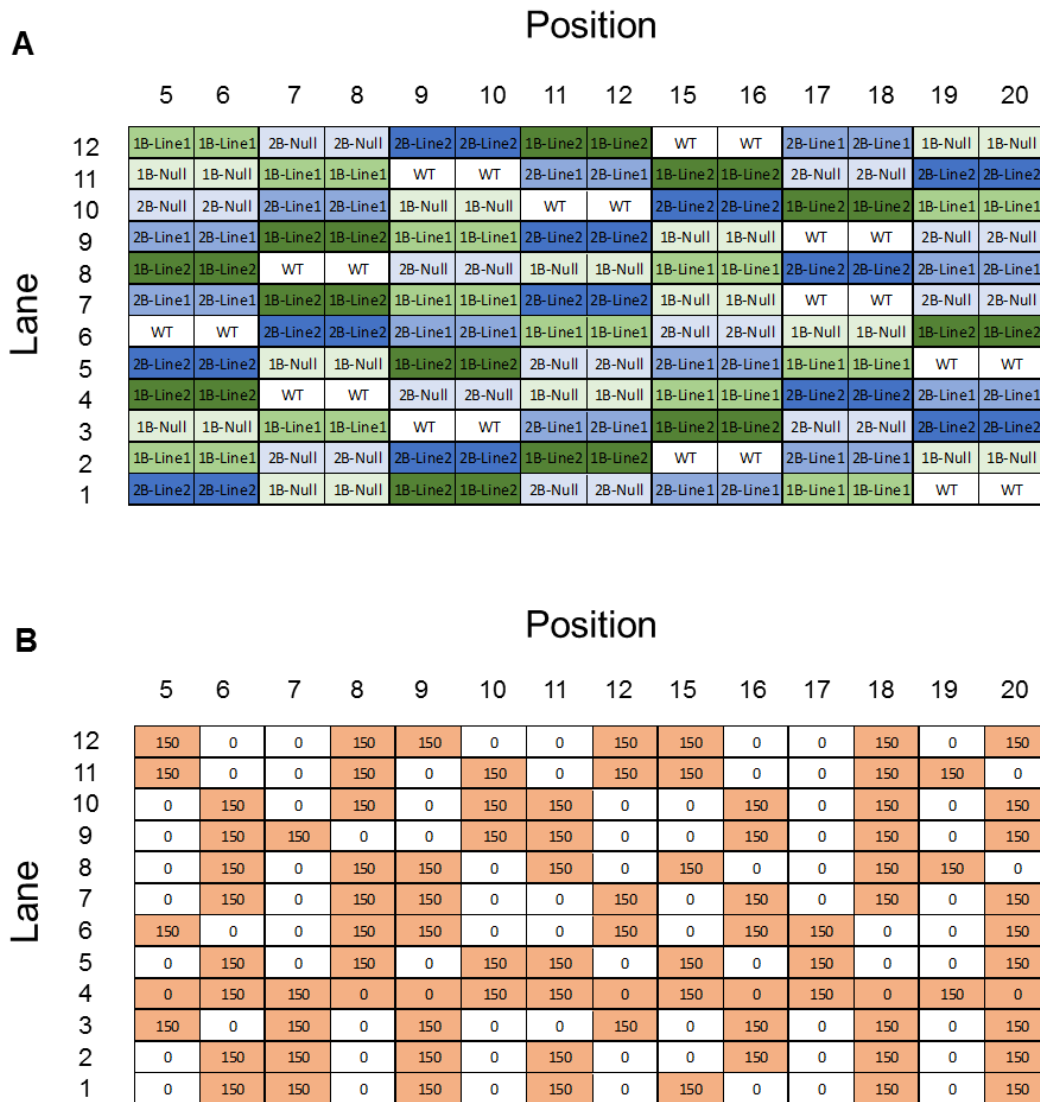 Position
A
5 6 7 8 9 10 11 12 15 16 17 18 19 20
12 1B-Line1 1B-Line1 2B-Null 2B-Null 2B-Line2 2B-Line2 1B-Line2 1B-Line2 WT WT 2B-Line1 2B-Line1 1B-Null 1B-Null
11 1B-Null 1B-Null 1B-Line1 1B-Line1 WT WT 2B-Line1 2B-Line1 1B-Line2 1B-Line2 2B-Null 2B-Null 2B-Line2 2B-Line2
10 2B-Null 2B-Null 2B-Line1 2B-Line1 1B-Null 1B-Null WT WT 2B-Line2 2B-Line2 1B-Line2 1B-Line2 1B-Line1 1B-Line1
9 2B-Line1 2B-Line1 1B-Line2 1B-Line2 1B-Line1 1B-Line1 2B-Line2 2B-Line2 1B-Null 1B-Null WT WT 2B-Null 2B-Null
8 1B-Line2 1B-Line2 WT WT 2B-Null 2B-Null 1B-Null 1B-Null 1B-Line1 1B-Line1 2B-Line2 2B-Line2 2B-Line1 2B-Line1
7 2B-Line1 2B-Line1 1B-Line2 1B-Line2 1B-Line1 1B-Line1 2B-Line2 2B-Line2 1B-Null 1B-Null WT WT 2B-Null 2B-Null
6 WT WT 2B-Line2 2B-Line2 2B-Line1 2B-Line1 1B-Line1 1B-Line1 2B-Null 2B-Null 1B-Null 1B-Null 1B-Line2 1B-Line2
5 2B-Line2 2B-Line2 1B-Null 1B-Null 1B-Line2 1B-Line2 2B-Null 2B-Null 2B-Line1 2B-Line1 1B-Line1 1B-Line1 WT WT
4 1B-Line2 1B-Line2 WT WT 2B-Null 2B-Null 1B-Null 1B-Null 1B-Line1 1B-Line1 2B-Line2 2B-Line2 2B-Line1 2B-Line1
3 1B-Null 1B-Null 1B-Line1 1B-Line1 WT WT 2B-Line1 2B-Line1 1B-Line2 1B-Line2 2B-Null 2B-Null 2B-Line2 2B-Line2
2 1B-Line1 1B-Line1 2B-Null 2B-Null 2B-Line2 2B-Line2 1B-Line2 1B-Line2 WT WT 2B-Line1 2B-Line1 1B-Null 1B-Null
1 2B-Line2 2B-Line2 1B-Null 1B-Null 1B-Line2 1B-Line2 2B-Null 2B-Null 2B-Line1 2B-Line1 1B-Line1 1B-Line1 WT WT
Lane
Position
B
5 6 7 8 9 10 11 12 15 16 17 18 19 20
12 150 0 0 150 150 0 0 150 150 0 0 150 0 150
11 150 0 0 150 0 150 0 150 150 0 0 150 150 0
10 0 150 0 150 0 150 150 0 0 150 0 150 0 150
9 0 150 150 0 0 150 150 0 0 150 0 150 0 150
8 0 150 0 150 150 0 150 0 150 0 0 150 150 0
7 0 150 0 150 150 0 0 150 0 150 0 150 0 150
6 150 0 0 150 150 0 0 150 0 150 150 0 0 150
5 0 150 0 150 0 150 150 0 150 0 150 0 0 150
4 0 150 150 0 0 150 150 0 150 0 150 0 150 0
3 150 0 150 0 150 0 0 150 0 150 0 150 0 150
2 0 150 150 0 150 0 150 0 0 150 0 150 0 150
1 0 150 150 0 150 0 150 0 150 0 0 150 0 150
Lane